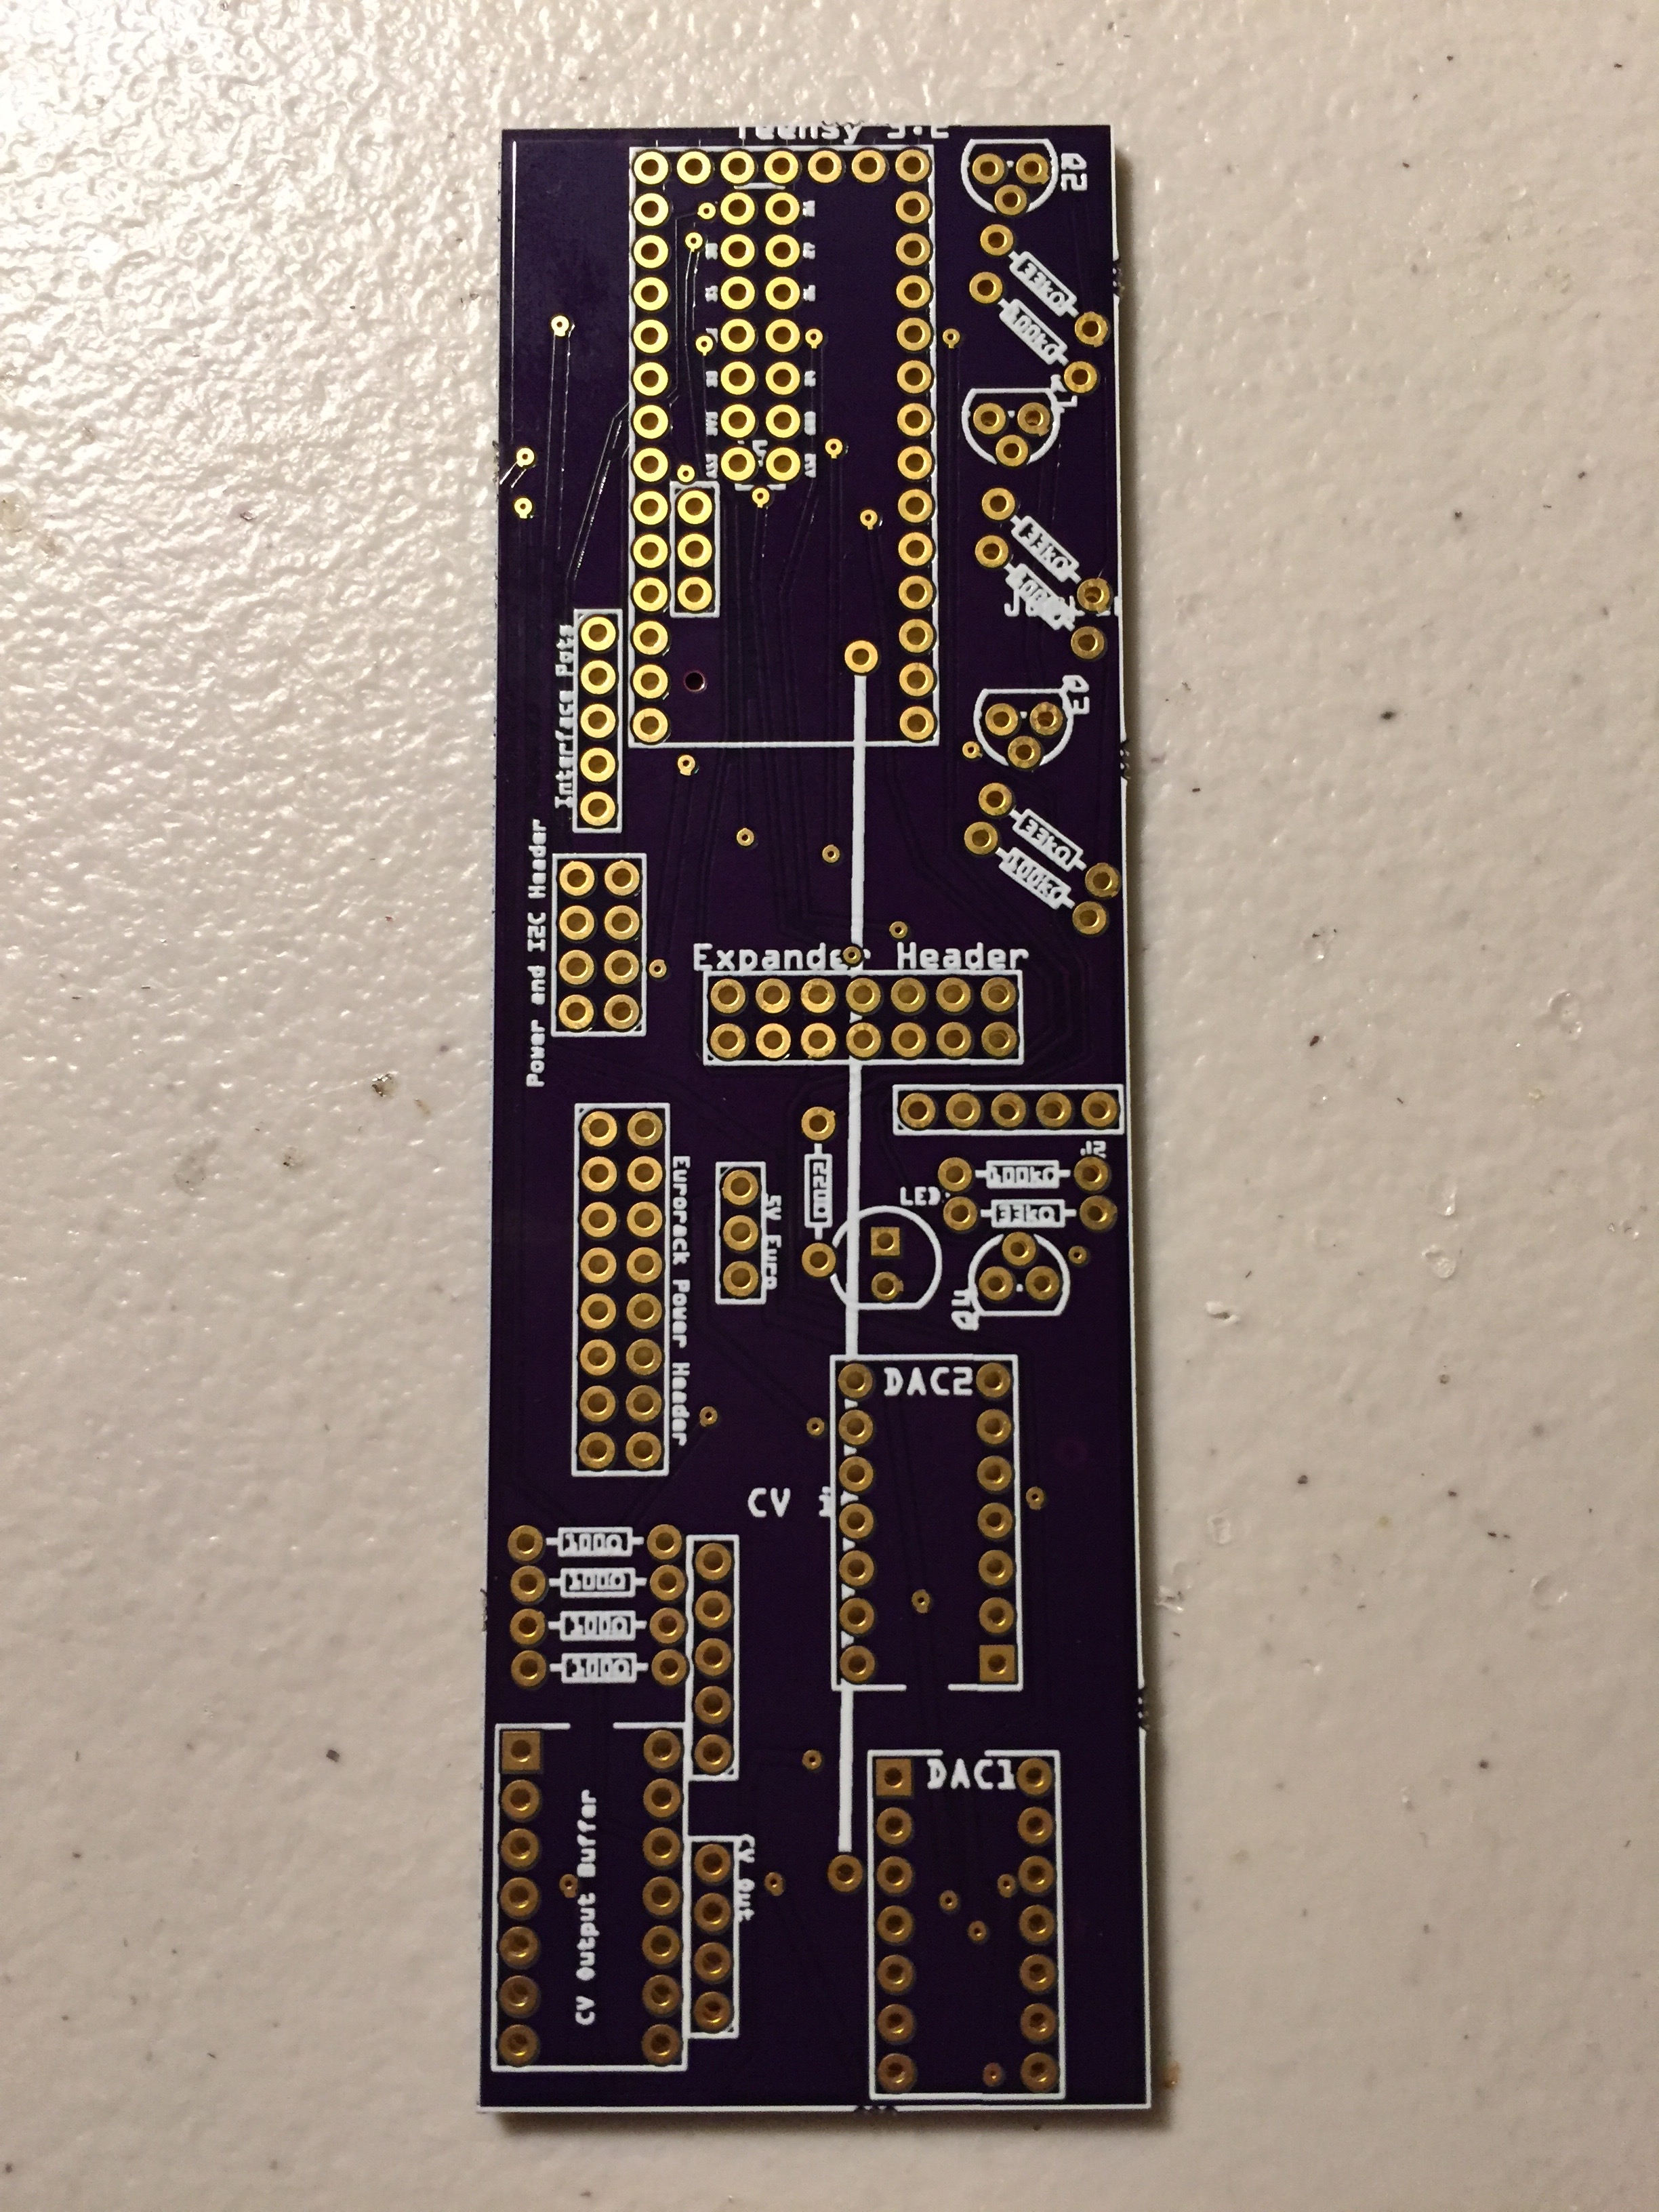 Teensy 3.2
Q2
33kΩ
100kΩ
33kΩ
Q3
Interface Pots
33kΩ
100kΩ
Power and I2C Header
Expander Header
J2
100kΩ
LED
33kΩ
5V Euro
Eurorack Power Header
DAC2
CV
100Ω
100Ω
100Ω
100Ω
DAC1
CV Output Buffer
CV Out